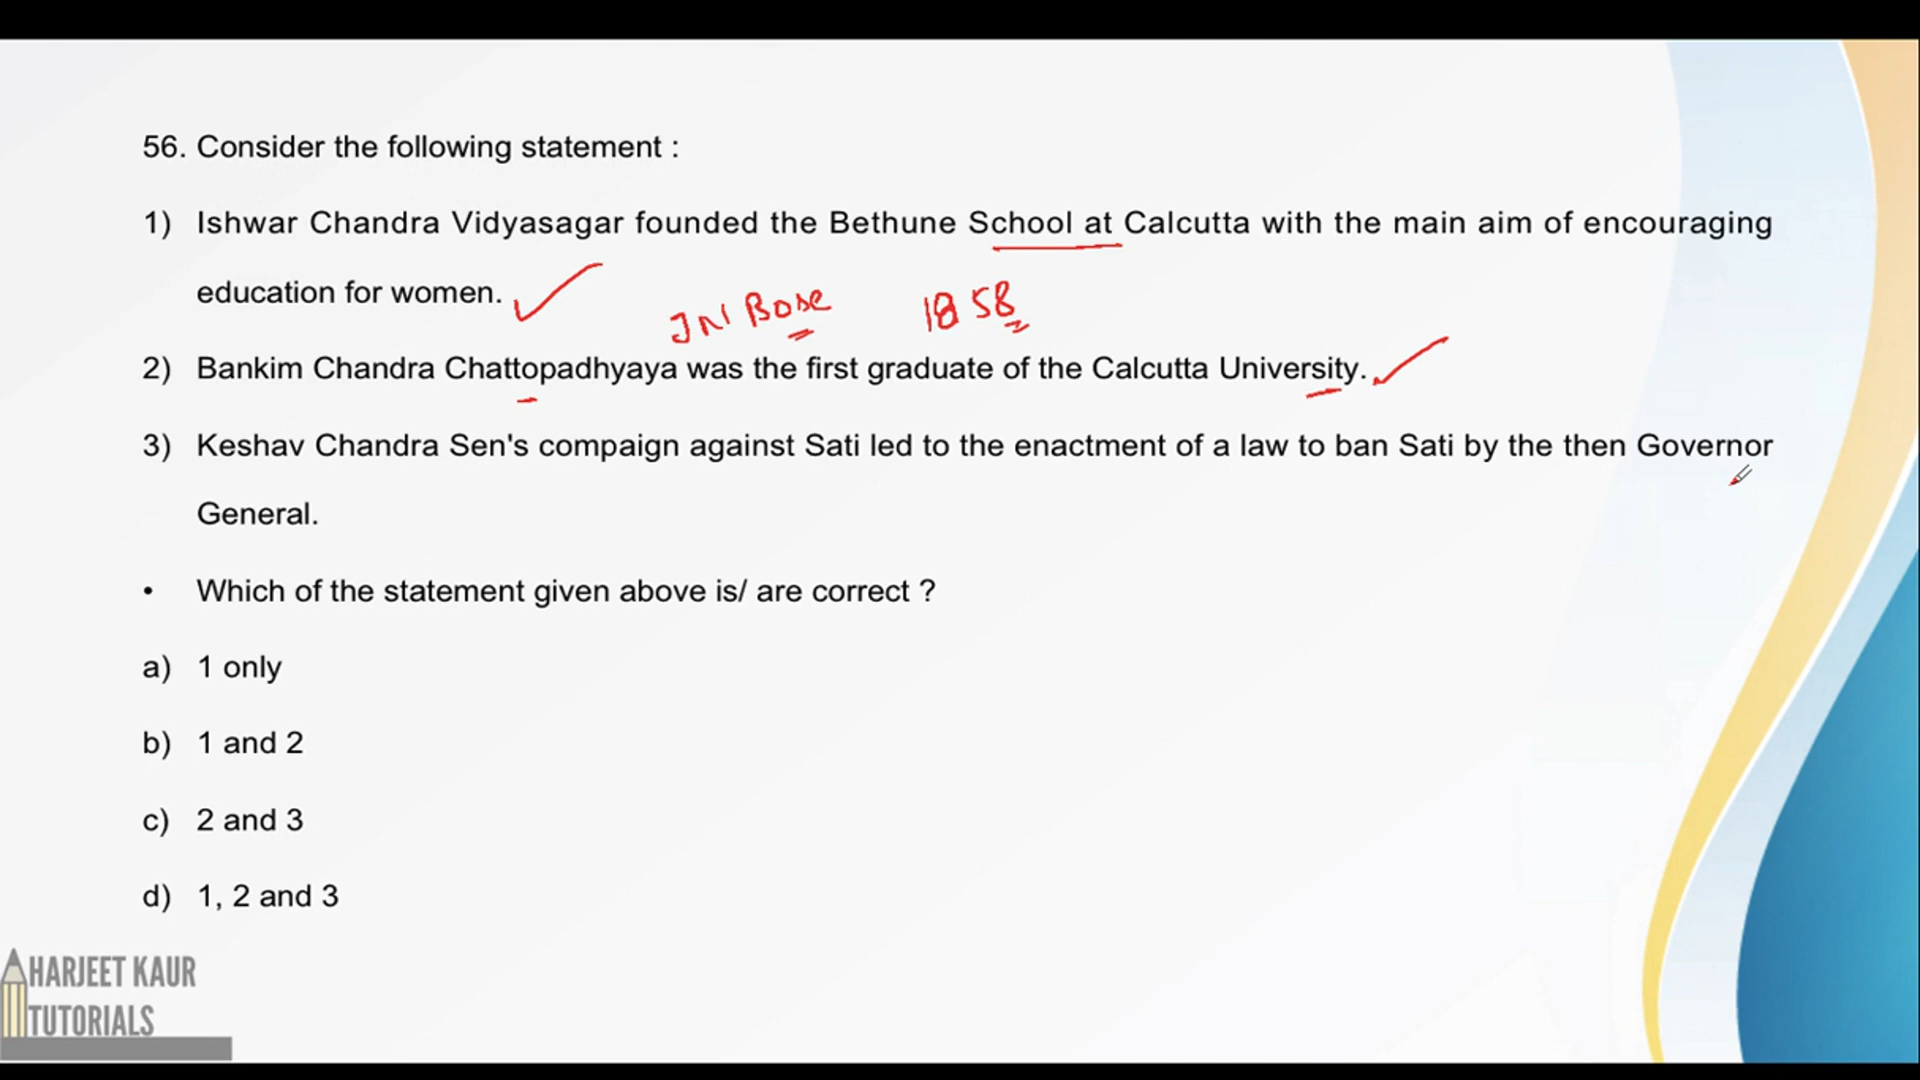 56. Consider the following statement :
1) Ishwar Chandra Vidyasagar founded the Bethune School at Calcutta with the main aim of encouraging
education for women.
Bose 1858
2) Bankim Chandra Chattopadhyaya was the first graduate of the Calcutta University.
3) Keshav Chandra Sen's compaign against Sati led to the enactment of a law to ban Sati by the then Governor
General.
• Which of the statement given above is/ are correct ?
a) 1 only
b) 1 and 2
c) 2 and 3
d) 1, 2 and 3
HARJEET KAUR
TUTORIALS